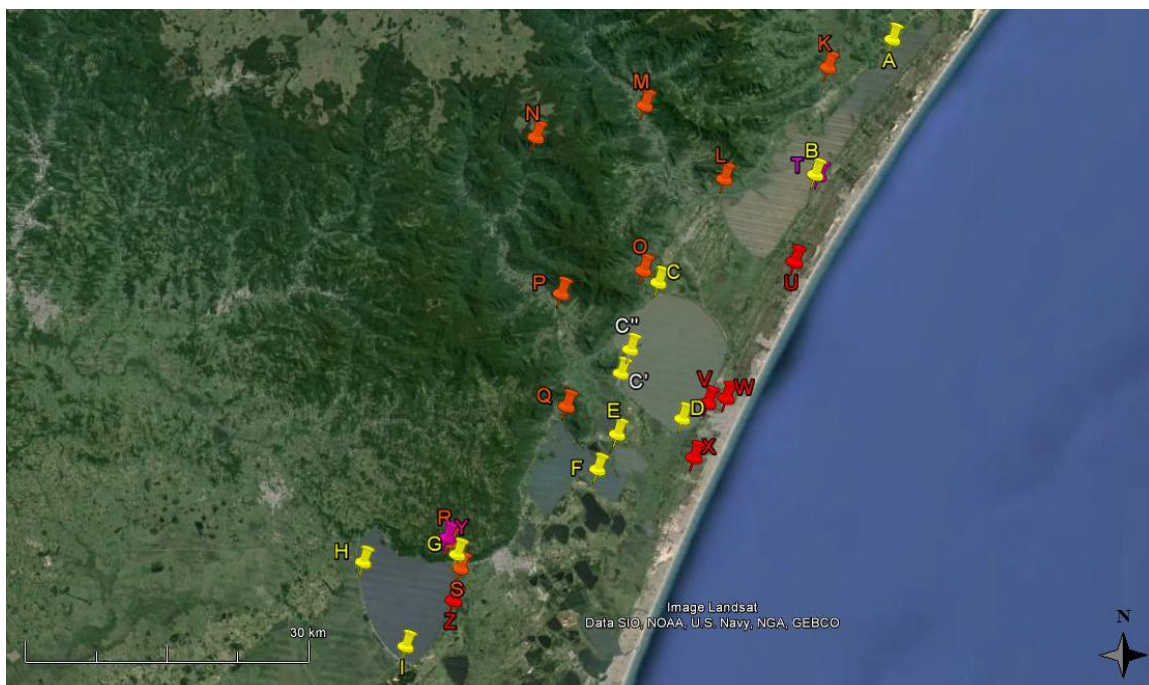 A
K
M
N
B
T
L
O
C
U
P
C"
C'
V
W
Q
D
E
X
F
R
Y
G
H
S
Z
I
30 km
Image Landsat
Data SIO, NOAA, U.S. Navy, NGA, GEBCO
N